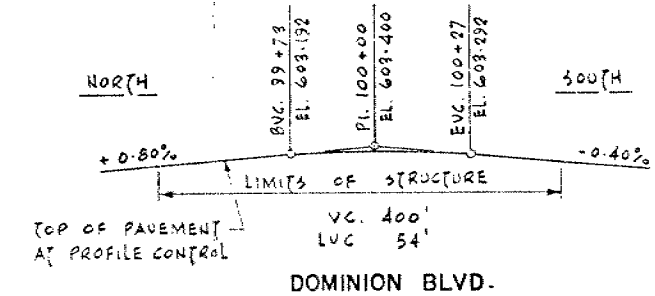 NORTH
BVC. 99+73
EL. 603.192
PI. 100+00
EL. 603.400
EVC. 100+27
EL. 603.292
SOUTH
+0.80%
-0.40%
LIMITS OF STRUCTURE
TOP OF PAVEMENT
AT PROFILE CONTROL
VC. 400'
LVC 54'
DOMINION BLVD.